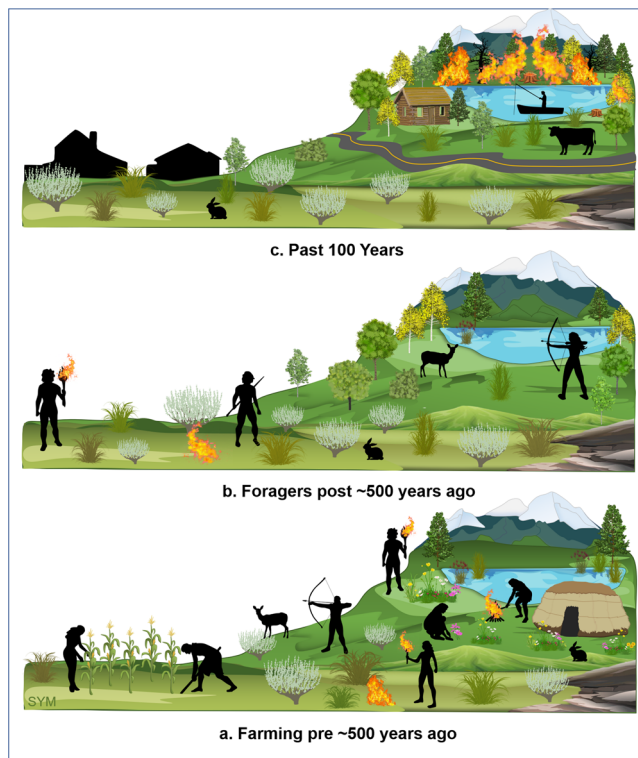 c. Past 100 Years
b. Foragers post ~500 years ago
SYM
a. Farming pre ~500 years ago